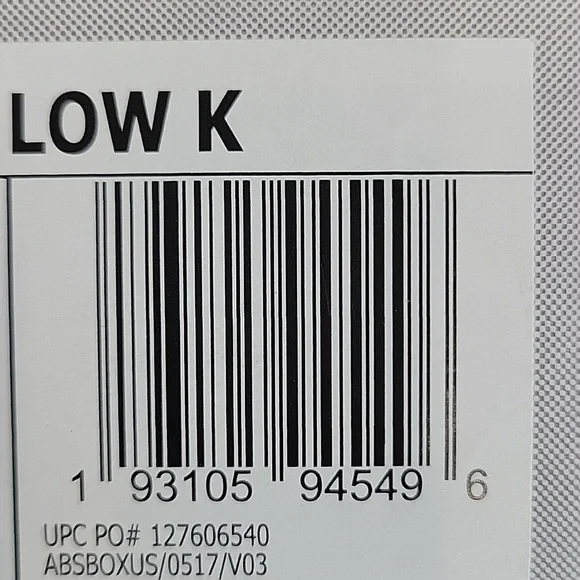 LOW K
1 93105 94549 6
UPC PO# 127606540
ABSBOXUS/0517/V03